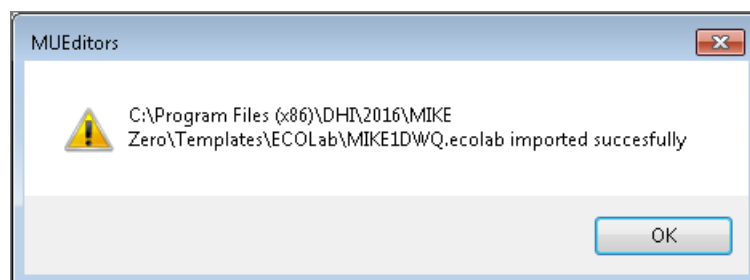 MUEditors
C:\Program Files (x86)\DHI\2016\MIKE
Zero\Templates\ECOLab\MIKE1DWQ.ecolab imported succesfully
OK